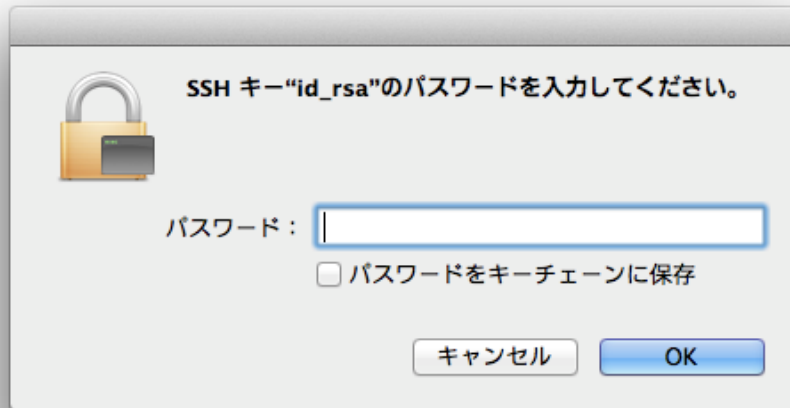 SSH キー“id_rsa”のパスワードを入力してください。
パスワード：
パスワードをキーチェーンに保存
キャンセル
OK